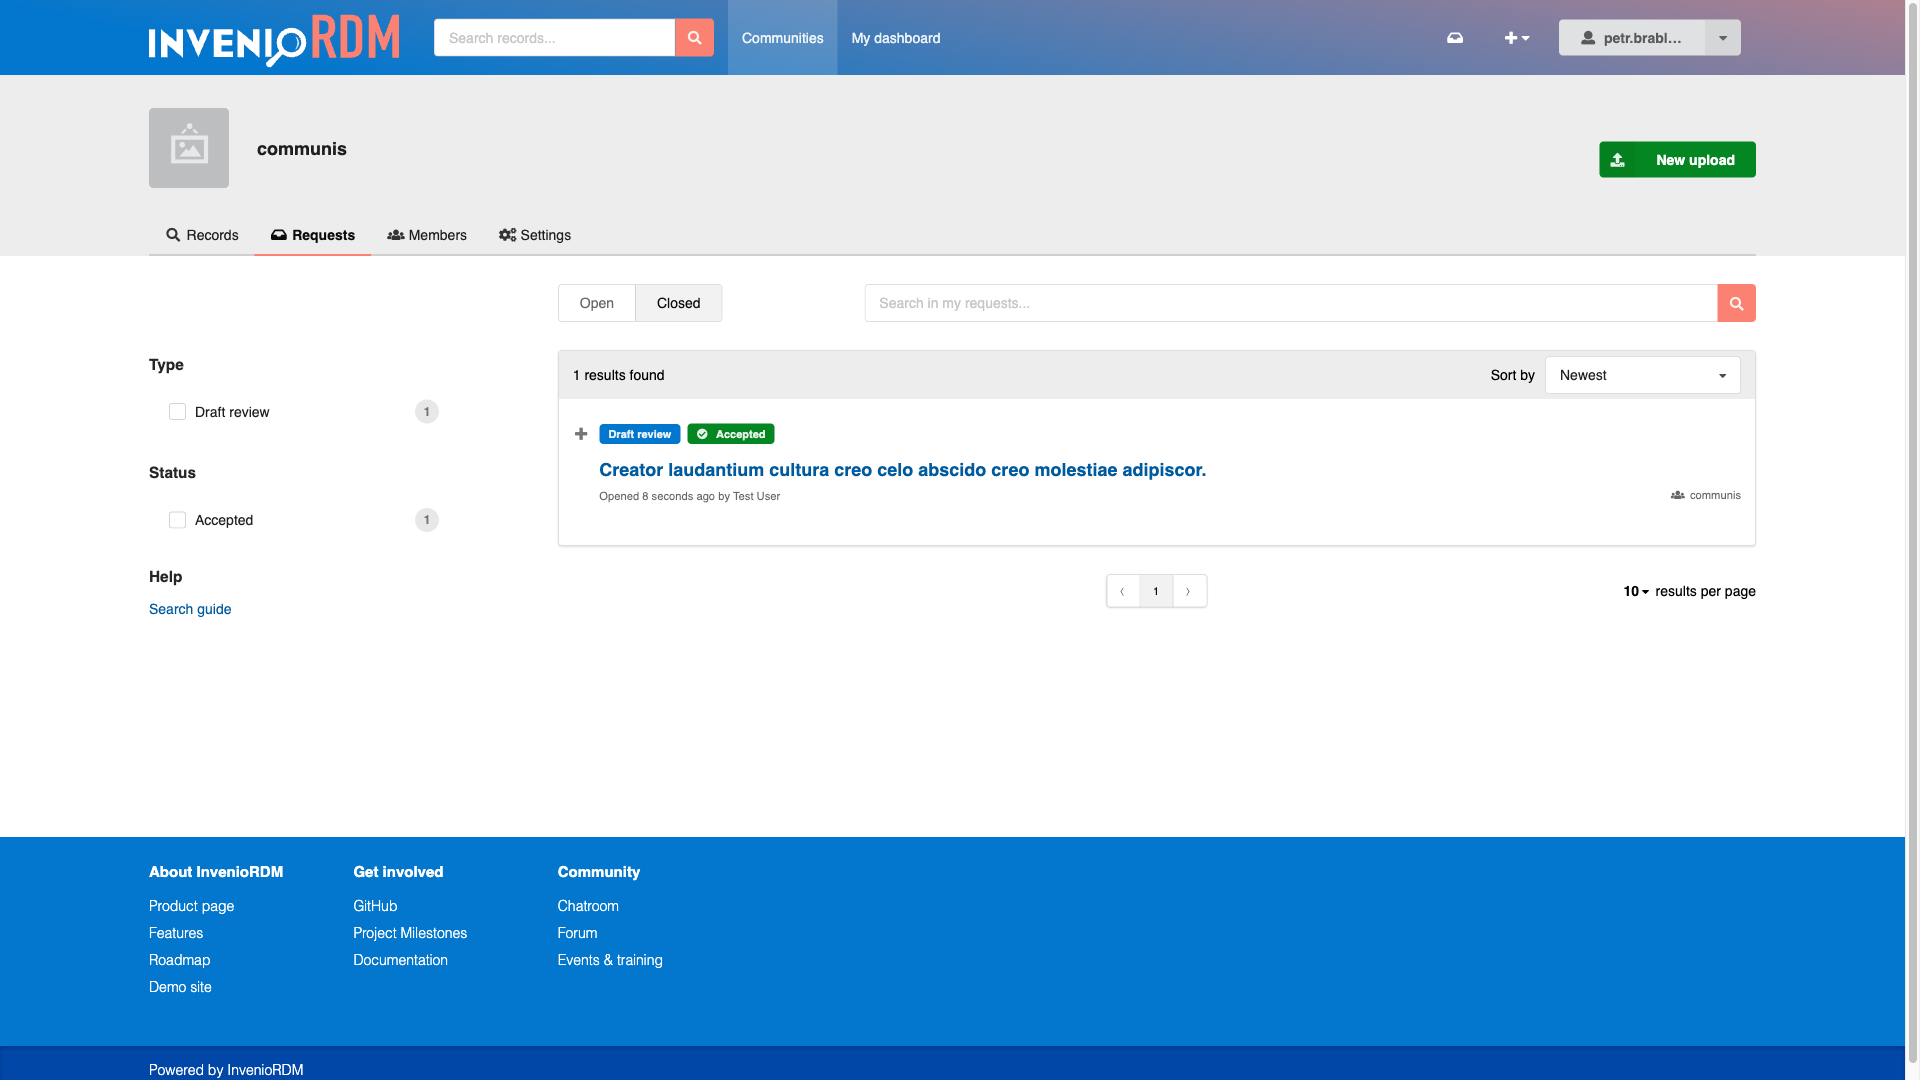 INVENIO RDM
Search records...
Communities
My dashboard
petr.brabl...
communis
New upload
Records
Requests
Members
Settings
Open
Closed
Search in my requests...
Type
Draft review
1
Status
Accepted
1
Help
Search guide
1 results found
Sort by
Newest
Draft review
Accepted
Creator laudantium cultura creo celo abscido creo molestiae adipiscor.
Opened 8 seconds ago by Test User
communis
1
10 results per page
About InvenioRDM
Product page
Features
Roadmap
Demo site
Get involved
GitHub
Project Milestones
Documentation
Community
Chatroom
Forum
Events & training
Powered by InvenioRDM